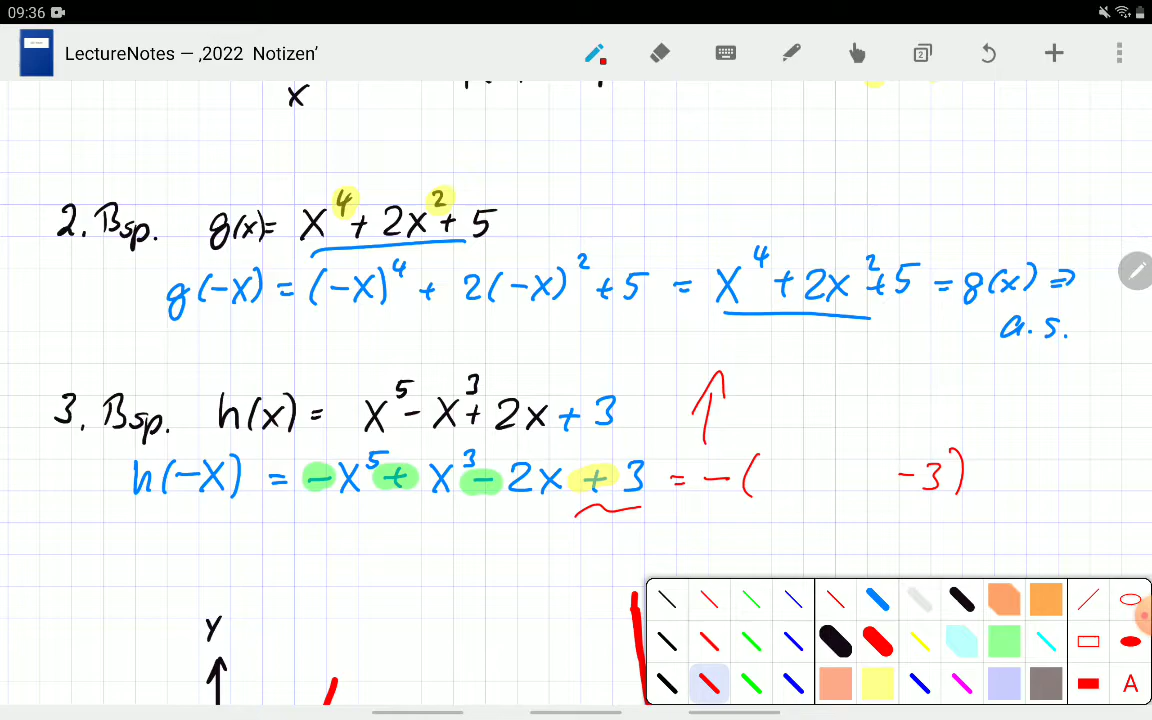 09:36
LectureNotes — ‚2022 Notizen’
2
x
2. Bsp. g(x)= x⁴ + 2x² + 5
g(-x) = (-x)⁴ + 2(-x)² + 5 = x⁴ + 2x² + 5 = g(x) ⇒
a. s.
3. Bsp. h(x) = x⁵ - x³ + 2x + 3
h(-x) = -x⁵ + x³ - 2x + 3 = -( -3)
y
A